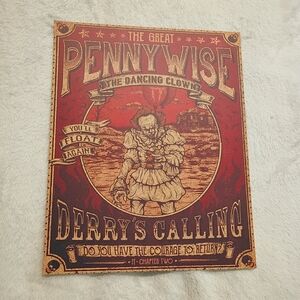 THE GREAT
PENNYWISE
THE DANCING CLOWN
YOU'LL
FLOAT
AGAIN
DERRY'S CALLING
DO YOU HAVE THE COURAGE TO RETURN?
IT CHAPTER TWO